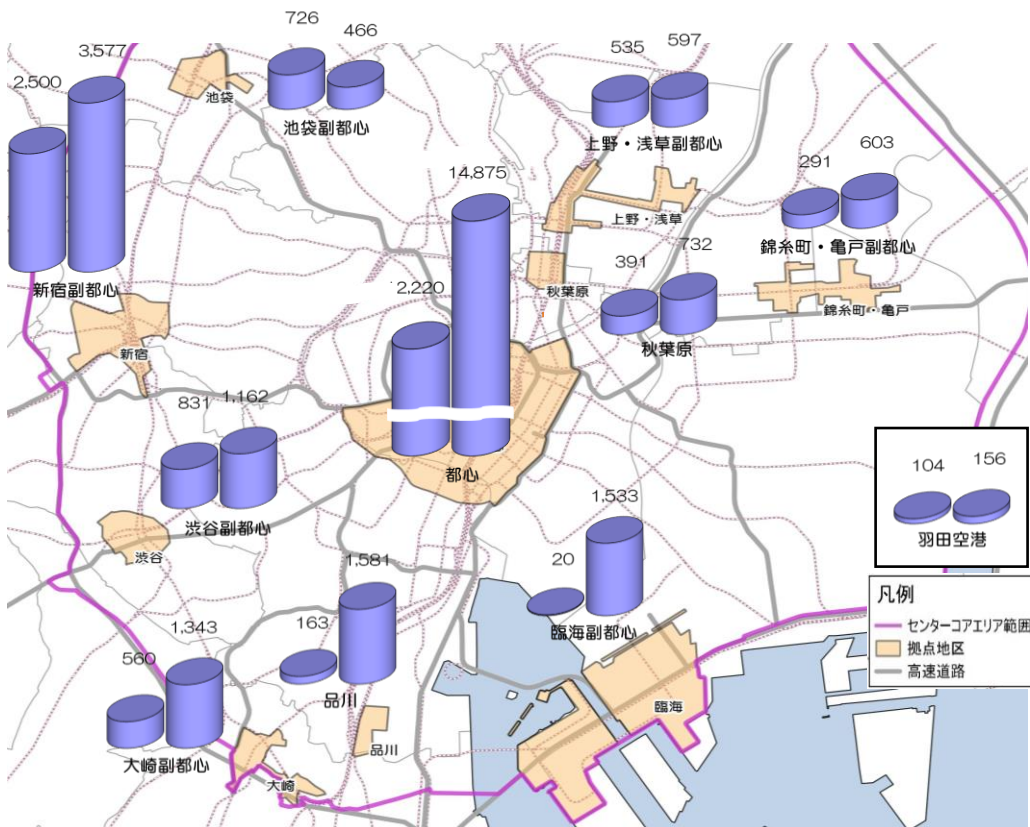 726
466
3,577
2,500
池袋
池袋副都心
535
597
上野・浅草副都心
291
603
錦糸町・亀戸副都心
14,875
上野・浅草
732
391
2,220
秋葉原
秋葉原
錦糸町・亀戸
新宿副都心
新宿
831
1,162
都心
渋谷副都心
渋谷
104
156
羽田空港
1,533
20
臨海副都心
1,581
163
品川
1,343
560
大崎副都心
大崎
品川
臨海
凡例
センターコアエリア範囲
拠点地区
高速道路